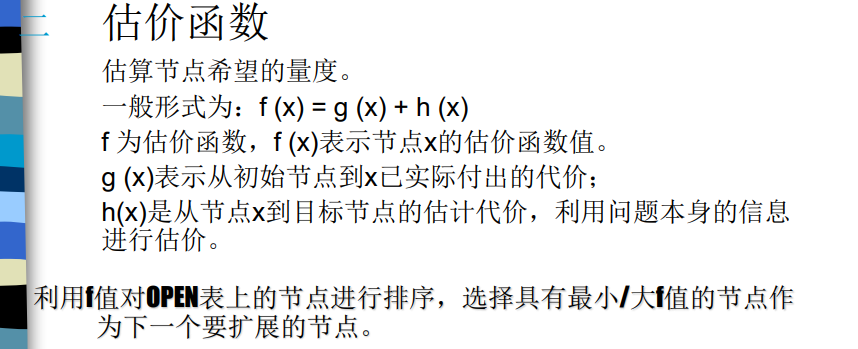 二 估价函数
估算节点希望的量度。
一般形式为：f (x) = g (x) + h (x)
f 为估价函数，f (x)表示节点x的估价函数值。
g (x)表示从初始节点到x已实际付出的代价；
h(x)是从节点x到目标节点的估计代价，利用问题本身的信息
进行估价。
利用f值对OPEN表上的节点进行排序，选择具有最小/大f值的节点作
为下一个要扩展的节点。